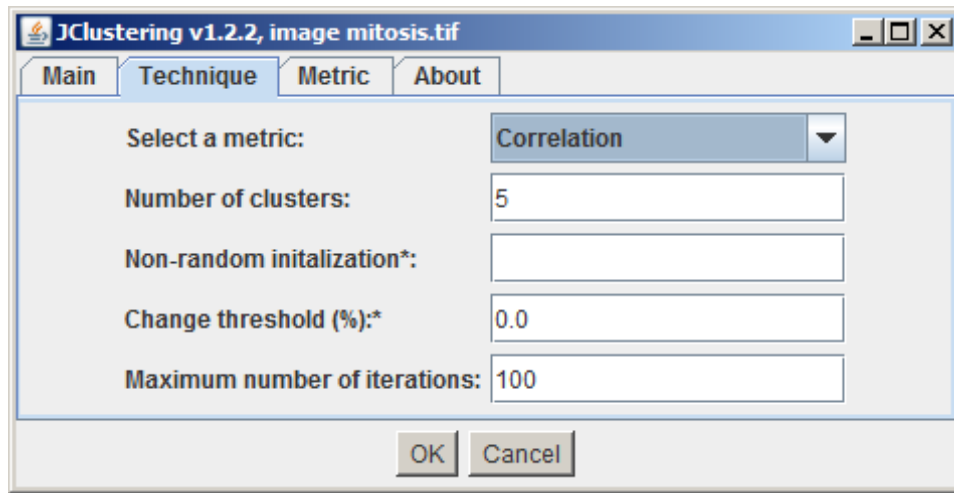 JClustering v1.2.2, image mitosis.tif
Main Technique Metric About
Select a metric: Correlation
Number of clusters: 5
Non-random initalization*:
Change threshold (%):* 0.0
Maximum number of iterations: 100
OK Cancel